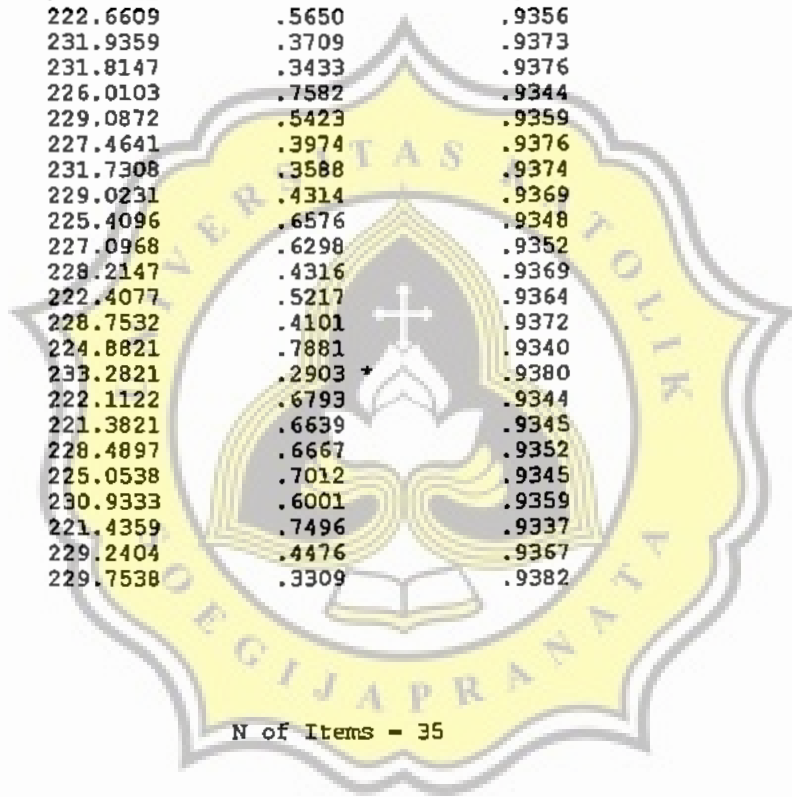 222.6609 .5650 .9356
231.9359 .3709 .9373
231.8147 .3433 .9376
226.0103 .7582 .9344
229.0872 .5423 .9359
227.4641 .3974 .9376
231.7308 .3588 .9374
229.0231 .4314 .9369
225.4096 .6576 .9348
227.0968 .6298 .9352
228.2147 .4316 .9369
222.4077 .5217 .9364
228.7532 .4101 .9372
224.8821 .7881 .9340
233.2821 .2903 * .9380
222.1122 .6793 .9344
221.3821 .6639 .9345
228.4897 .6667 .9352
225.0538 .7012 .9345
230.9333 .6001 .9359
221.4359 .7496 .9337
229.2404 .4476 .9367
229.7538 .3309 .9382
N of Items = 35
SOEGIJAPRANATA